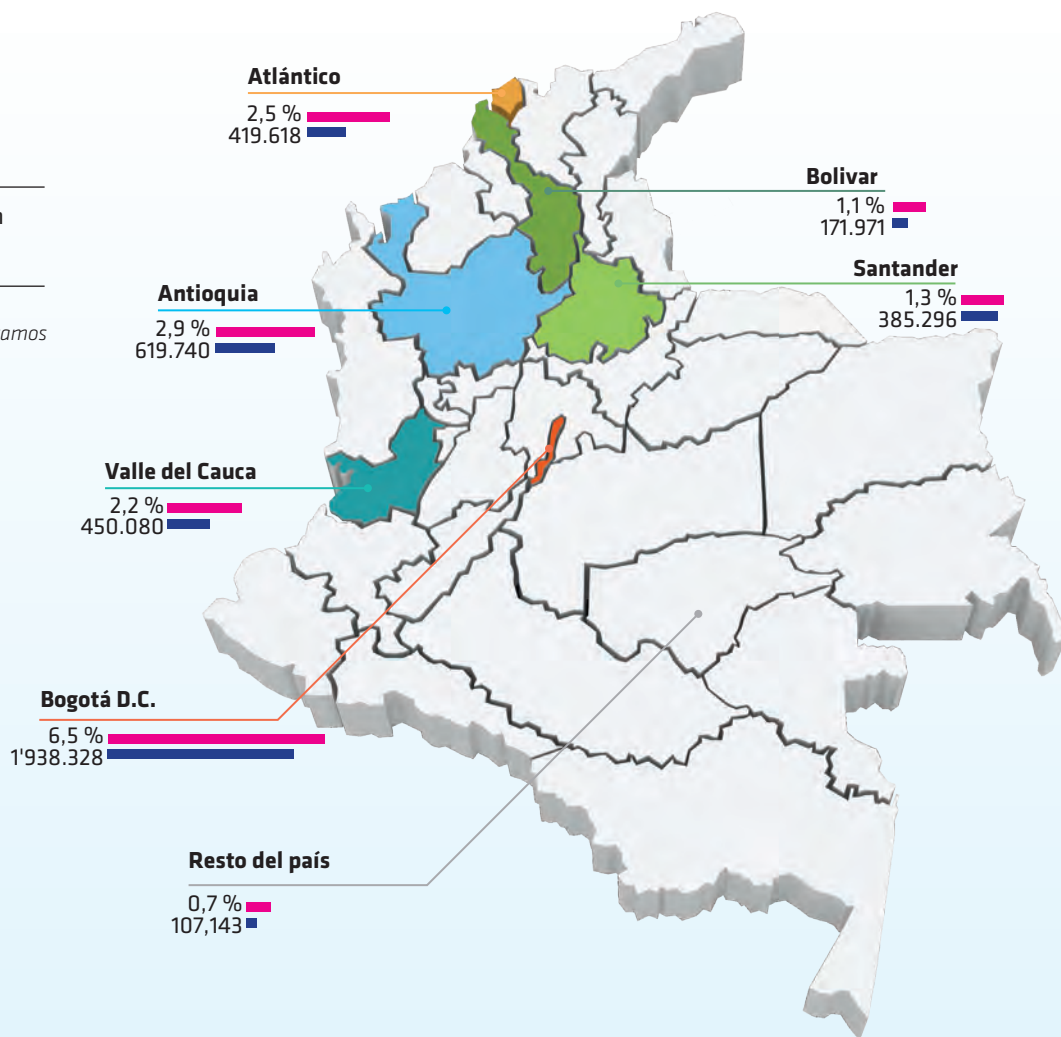 Atlántico
2,5 %
419.618
Bolivar
1,1 %
171.971
Santander
1,3 %
385.296
Antioquia
2,9 %
619.740
Valle del Cauca
2,2 %
450.080
Bogotá D.C.
6,5 %
1'938.328
Resto del país
0,7 %
107,143